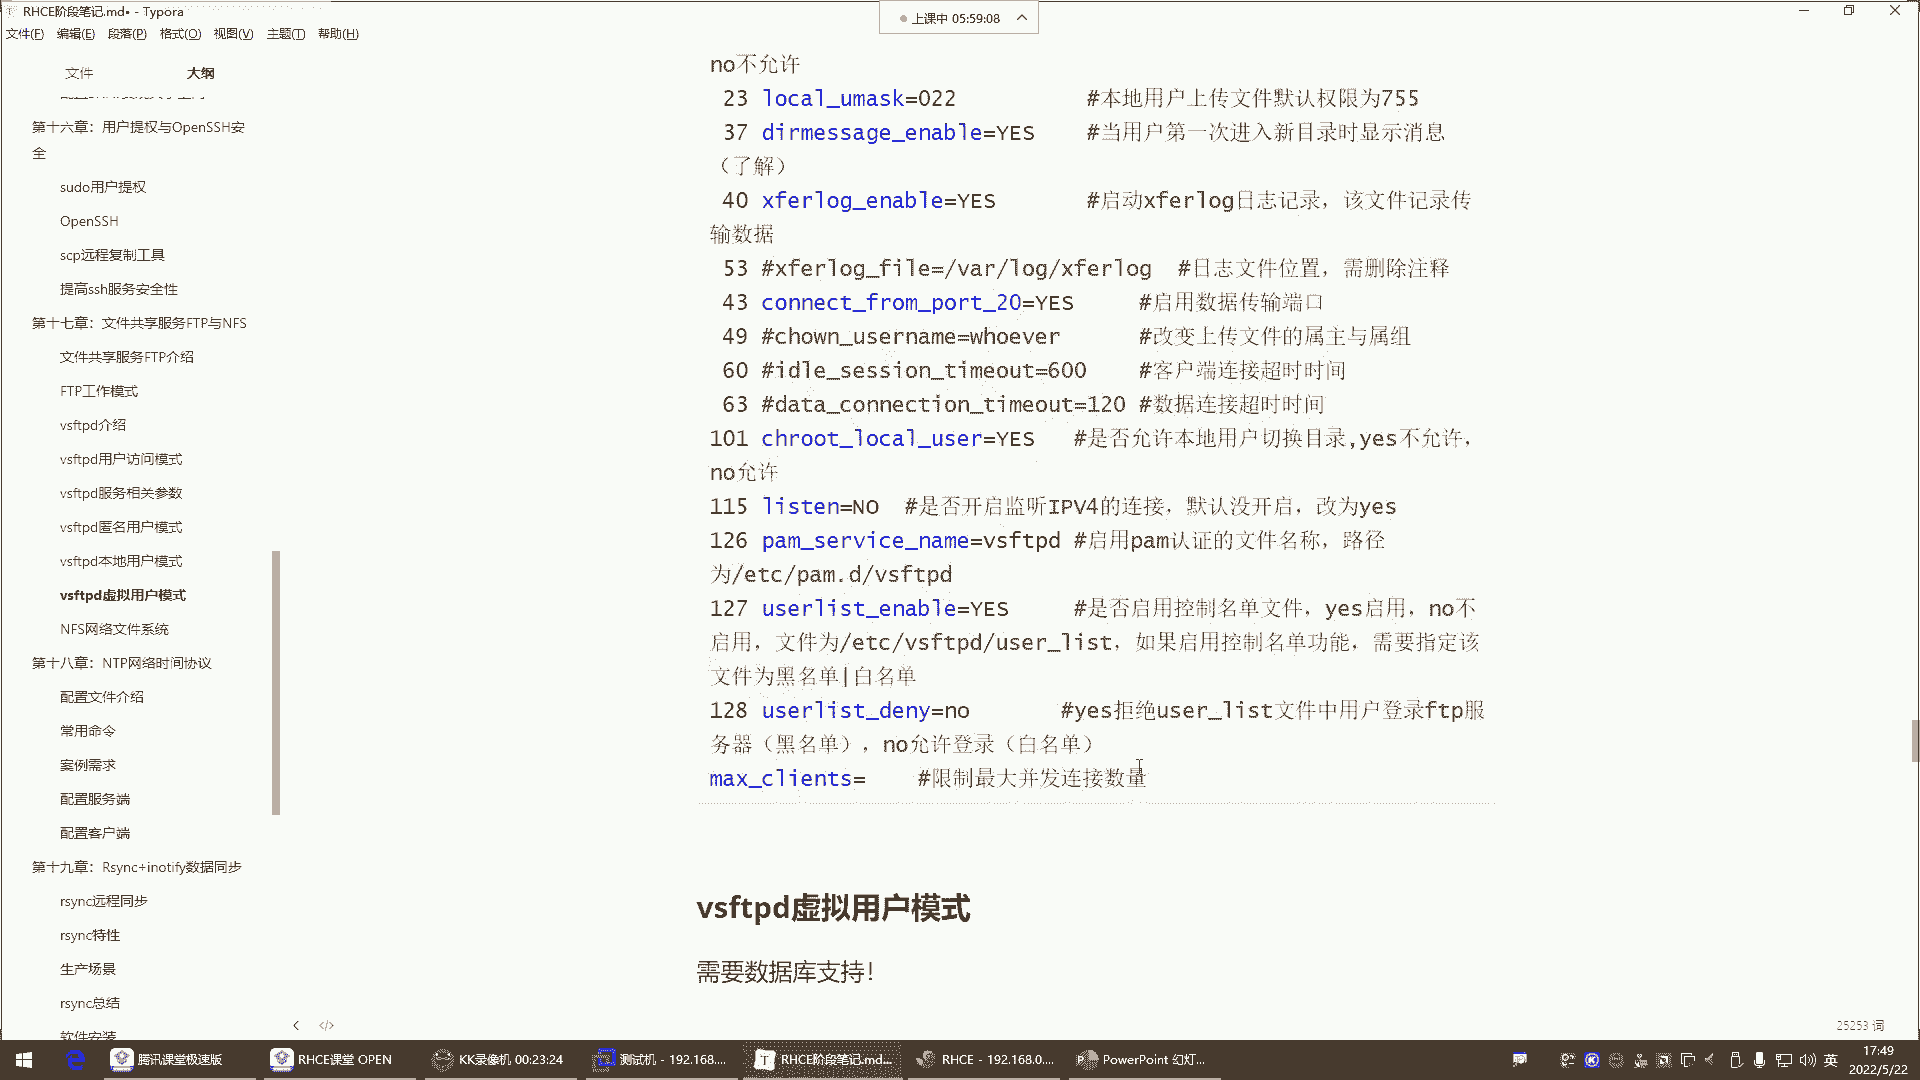 RHCE阶段笔记.md• - Typora
上课中 05:59:08
文件(F) 编辑(E) 段落(P) 格式(O) 视图(V) 主题(T) 帮助(H)
文件 大纲
第十六章：用户提权与OpenSSH安
全
sudo用户提权
OpenSSH
scp远程复制工具
提高ssh服务安全性
第十七章：文件共享服务FTP与NFS
文件共享服务FTP介绍
FTP工作模式
vsftpd介绍
vsftpd用户访问模式
vsftpd服务相关参数
vsftpd匿名用户模式
vsftpd本地用户模式
vsftpd虚拟用户模式
NFS网络文件系统
第十八章：NTP网络时间协议
配置文件介绍
常用命令
案例需求
配置服务端
配置客户端
第十九章：Rsync+inotify数据同步
rsync远程同步
rsync特性
生产场景
rsync总结
软件安装
no不允许
23 local_umask=022 #本地用户上传文件默认权限为755
37 dirmessage_enable=YES #当用户第一次进入新目录时显示消息
（了解）
40 xferlog_enable=YES #启动xferlog日志记录，该文件记录传
输数据
53 #xferlog_file=/var/log/xferlog #日志文件位置，需删除注释
43 connect_from_port_20=YES #启用数据传输端口
49 #chown_username=whoever #改变上传文件的属主与属组
60 #idle_session_timeout=600 #客户端连接超时时间
63 #data_connection_timeout=120 #数据连接超时时间
101 chroot_local_user=YES #是否允许本地用户切换目录,yes不允许，
no允许
115 listen=NO #是否开启监听IPV4的连接，默认没开启，改为yes
126 pam_service_name=vsftpd #启用pam认证的文件名称，路径
为/etc/pam.d/vsftpd
127 userlist_enable=YES #是否启用控制名单文件，yes启用，no不
启用，文件为/etc/vsftpd/user_list，如果启用控制名单功能，需要指定该
文件为黑名单|白名单
128 userlist_deny=no #yes拒绝user_list文件中用户登录ftp服
务器（黑名单），no允许登录（白名单）
max_clients= #限制最大并发连接数量
vsftpd虚拟用户模式
需要数据库支持！
25253 词
腾讯课堂极速版 RHCE课堂 OPEN KK录像机 00:23:24 测试机 - 192.168.... RHCE阶段笔记.md... RHCE - 192.168.0.... PowerPoint 幻灯...
英
17:49
2022/5/22